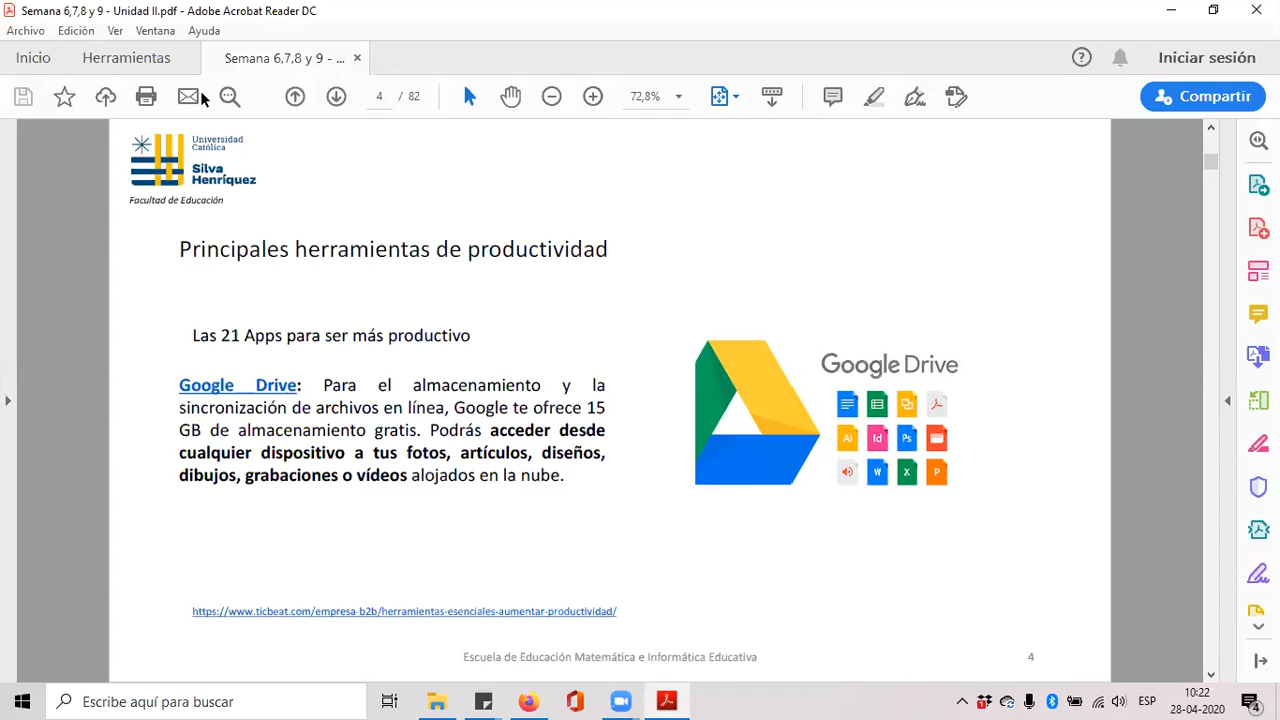 Semana 6,7,8 y 9 - Unidad II.pdf - Adobe Acrobat Reader DC
Archivo Edición Ver Ventana Ayuda
Inicio Herramientas Semana 6,7,8 y 9 - ... ×
Iniciar sesión
4 / 82 72,8% Compartir
Universidad
Católica
Silva
Henríquez
Facultad de Educación
Principales herramientas de productividad
Las 21 Apps para ser más productivo
Google Drive: Para el almacenamiento y la
sincronización de archivos en línea, Google te ofrece 15
GB de almacenamiento gratis. Podrás acceder desde
cualquier dispositivo a tus fotos, artículos, diseños,
dibujos, grabaciones o vídeos alojados en la nube.
Google Drive
Ai Id Ps
W X P
https://www.ticbeat.com/empresa-b2b/herramientas-esenciales-aumentar-productividad/
Escuela de Educación Matemática e Informática Educativa 4
Escribe aquí para buscar
ESP
10:22
28-04-2020
4